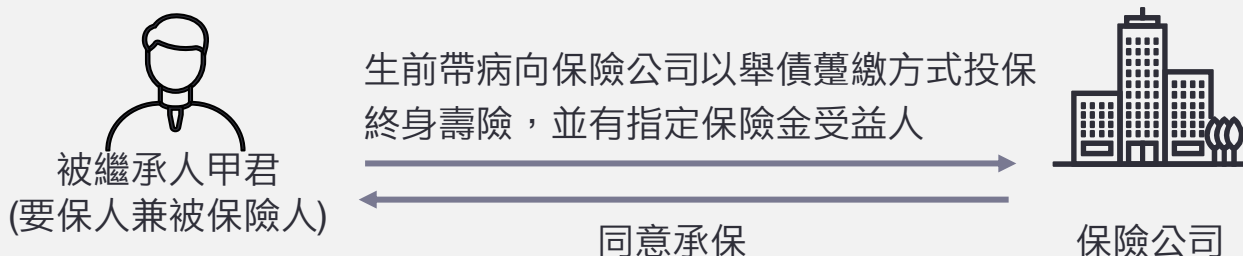 生前帶病向保險公司以舉債躉繳方式投保
終身壽險,並有指定保險金受益人
被繼承人甲君
(要保人兼被保險人)
同意承保
保險公司